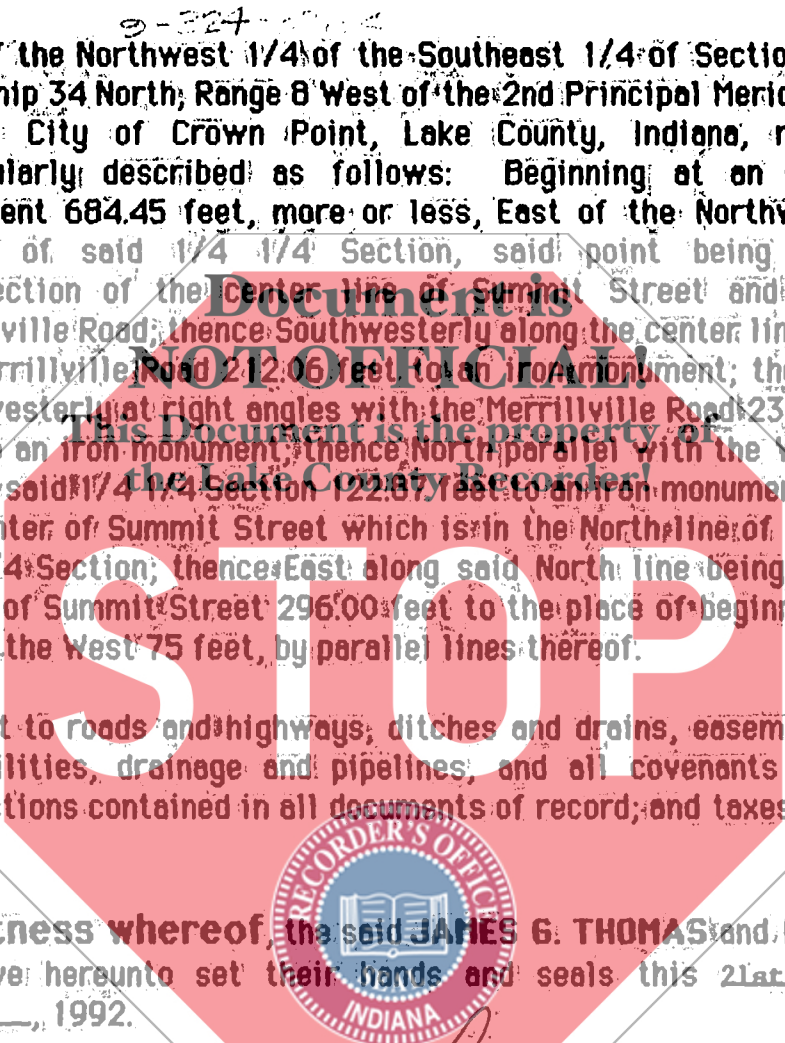 9-324
f the Northwest 1/4 of the Southeast 1/4 of Section
hip 34 North, Range 8 West of the 2nd Principal Meric
City of Crown Point, Lake County, Indiana,
larly described as follows: Beginning at an
ent 684.45 feet, more or less, East of the Northw
of said 1/4 1/4 Section, said point being
ection of the center line of Summit Street and
Document is
ville Road; thence Southwesterly along the center lin
rrillville Road 212.06 feet to an iron monument; the
NOT OFFICIAL!
westerly at right angles with the Merrillville Road 23
This Document is the property of
an iron monument; thence North parallel with the
said 1/4 1/4 Section 122.87 feet to an iron monume
the Lake County Recorder!
nter of Summit Street which is in the North line of
4 Section; thence East along said North line being
of Summit Street 296.00 feet to the place of beginn
the West 75 feet, by parallel lines thereof.
STOP
t to roads and highways, ditches and drains, easem
ilities, drainage and pipelines, and all covenants
ctions contained in all documents of record; and taxes
RECORDER'S OFFICE
tness whereof, the said JAMES G. THOMAS and
ve hereunto set their hands and seals this 21st
INDIANA
, 1992.